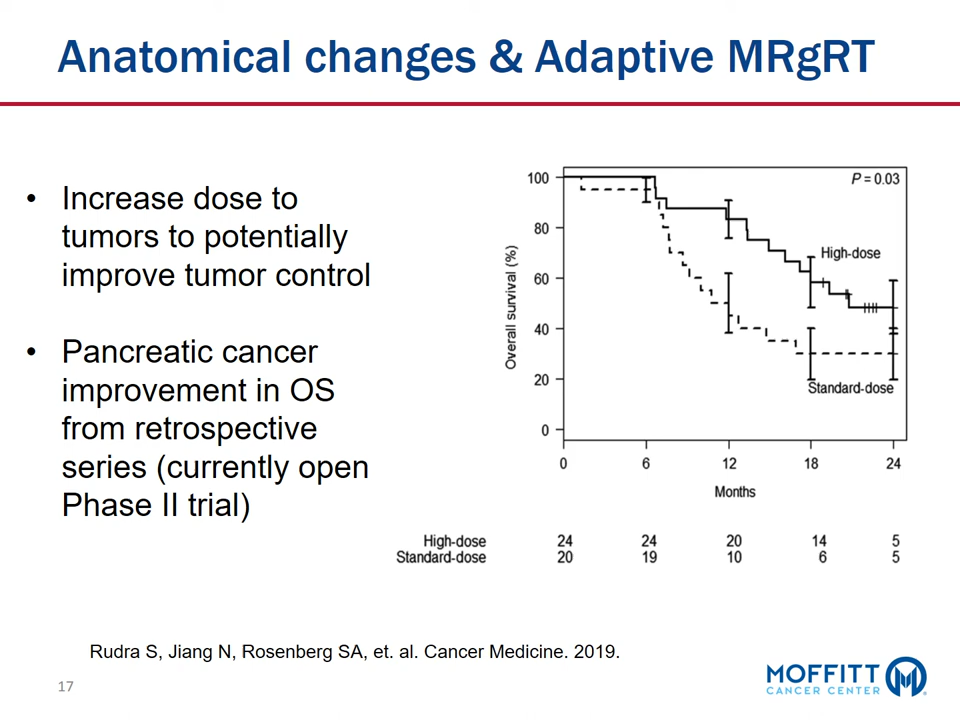 Anatomical changes & Adaptive MRgRT
• Increase dose to
tumors to potentially
improve tumor control
• Pancreatic cancer
improvement in OS
from retrospective
series (currently open
Phase II trial)
P = 0.03
High-dose
Standard-dose
Overall survival (%)
100
80
60
40
20
0
0 6 12 18 24
Months
High-dose 24 24 20 14 5
Standard-dose 20 19 10 6 5
Rudra S, Jiang N, Rosenberg SA, et. al. Cancer Medicine. 2019.
17
MOFFITT
CANCER CENTER